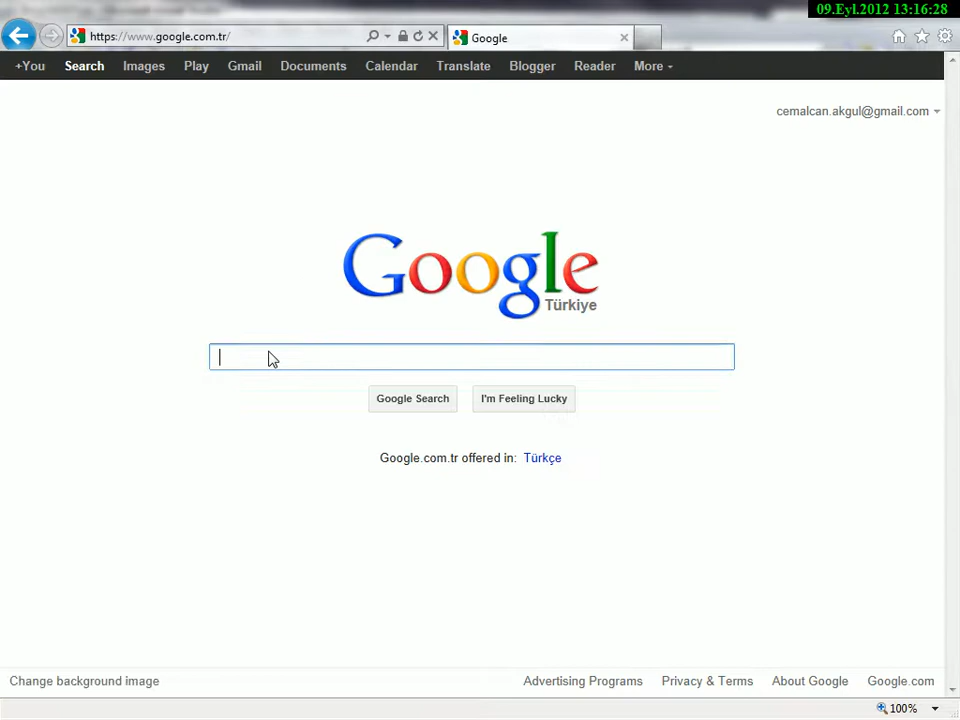 09.Eyl.2012 13:16:28
https://www.google.com.tr/
Google
+You Search Images Play Gmail Documents Calendar Translate Blogger Reader More
cemalcan.akgul@gmail.com
Google
Türkiye
Google Search I'm Feeling Lucky
Google.com.tr offered in: Türkçe
Change background image Advertising Programs Privacy & Terms About Google Google.com
100%